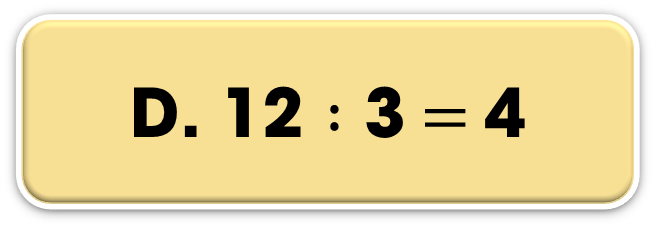 D. 12 : 3 = 4